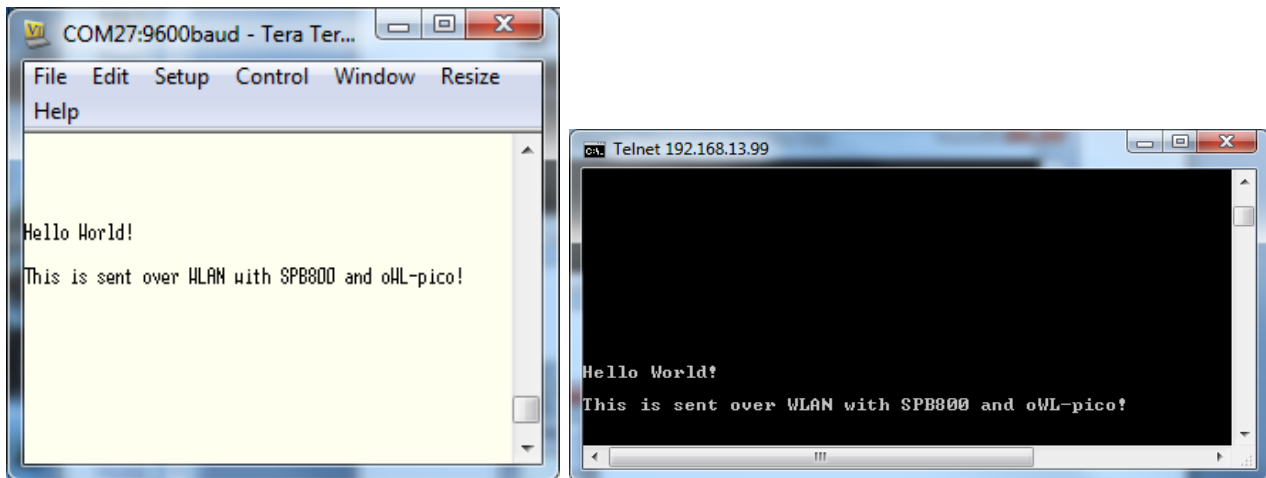 COM27:9600baud - Tera Ter...
File Edit Setup Control Window Resize
Help
Hello World!
This is sent over WLAN with SPB800 and oWL-pico!
Telnet 192.168.13.99
Hello World!
This is sent over WLAN with SPB800 and oWL-pico!